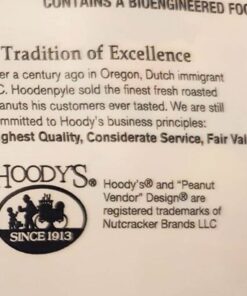 CONTAINS A BIOENGINEERED FOO
Tradition of Excellence
er a century ago in Oregon, Dutch immigrant
C. Hoodenpyle sold the finest fresh roasted
anuts his customers ever tasted. We are still
mmitted to Hoody's business principles:
ghest Quality, Considerate Service, Fair Val
HOODY'S®
SINCE 1913
Hoody's® and "Peanut
Vendor" Design® are
registered trademarks of
Nutcracker Brands LLC